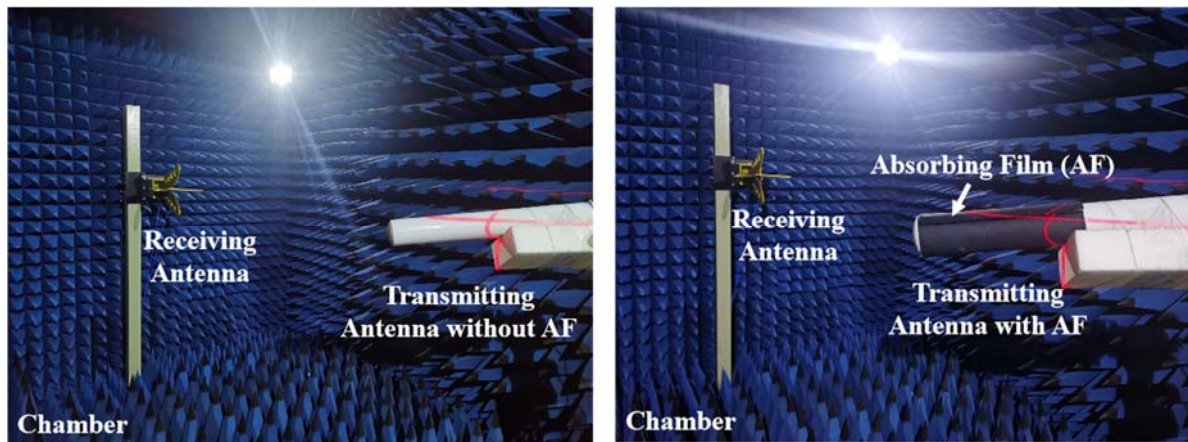 Receiving
Antenna
Transmitting
Antenna without AF
Chamber
Absorbing Film (AF)
Receiving
Antenna
Transmitting
Antenna with AF
Chamber